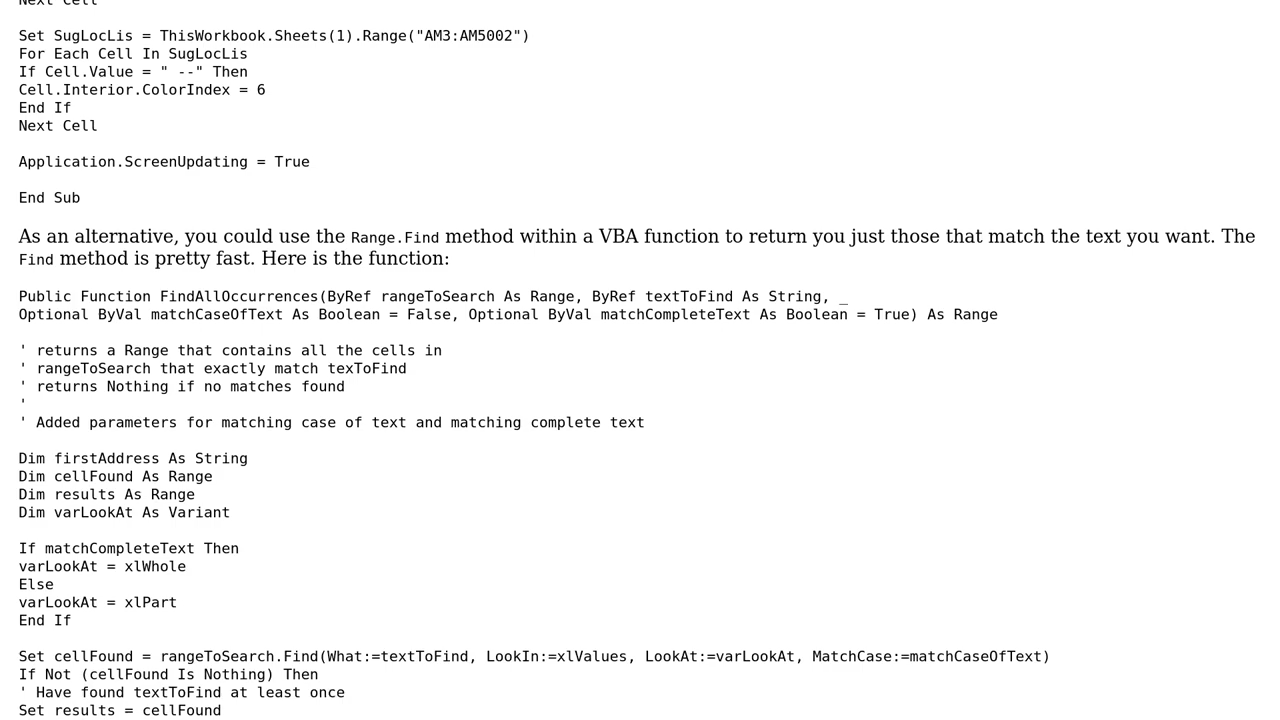 Next Cell
Set SugLocLis = ThisWorkbook.Sheets(1).Range("AM3:AM5002")
For Each Cell In SugLocLis
If Cell.Value = " --" Then
Cell.Interior.ColorIndex = 6
End If
Next Cell
Application.ScreenUpdating = True
End Sub
As an alternative, you could use the Range.Find method within a VBA function to return you just those that match the text you want. The
Find method is pretty fast. Here is the function:
Public Function FindAllOccurrences(ByRef rangeToSearch As Range, ByRef textToFind As String, _
Optional ByVal matchCaseOfText As Boolean = False, Optional ByVal matchCompleteText As Boolean = True) As Range
' returns a Range that contains all the cells in
' rangeToSearch that exactly match texToFind
' returns Nothing if no matches found
'
' Added parameters for matching case of text and matching complete text
Dim firstAddress As String
Dim cellFound As Range
Dim results As Range
Dim varLookAt As Variant
If matchCompleteText Then
varLookAt = xlWhole
Else
varLookAt = xlPart
End If
Set cellFound = rangeToSearch.Find(What:=textToFind, LookIn:=xlValues, LookAt:=varLookAt, MatchCase:=matchCaseOfText)
If Not (cellFound Is Nothing) Then
' Have found textToFind at least once
Set results = cellFound